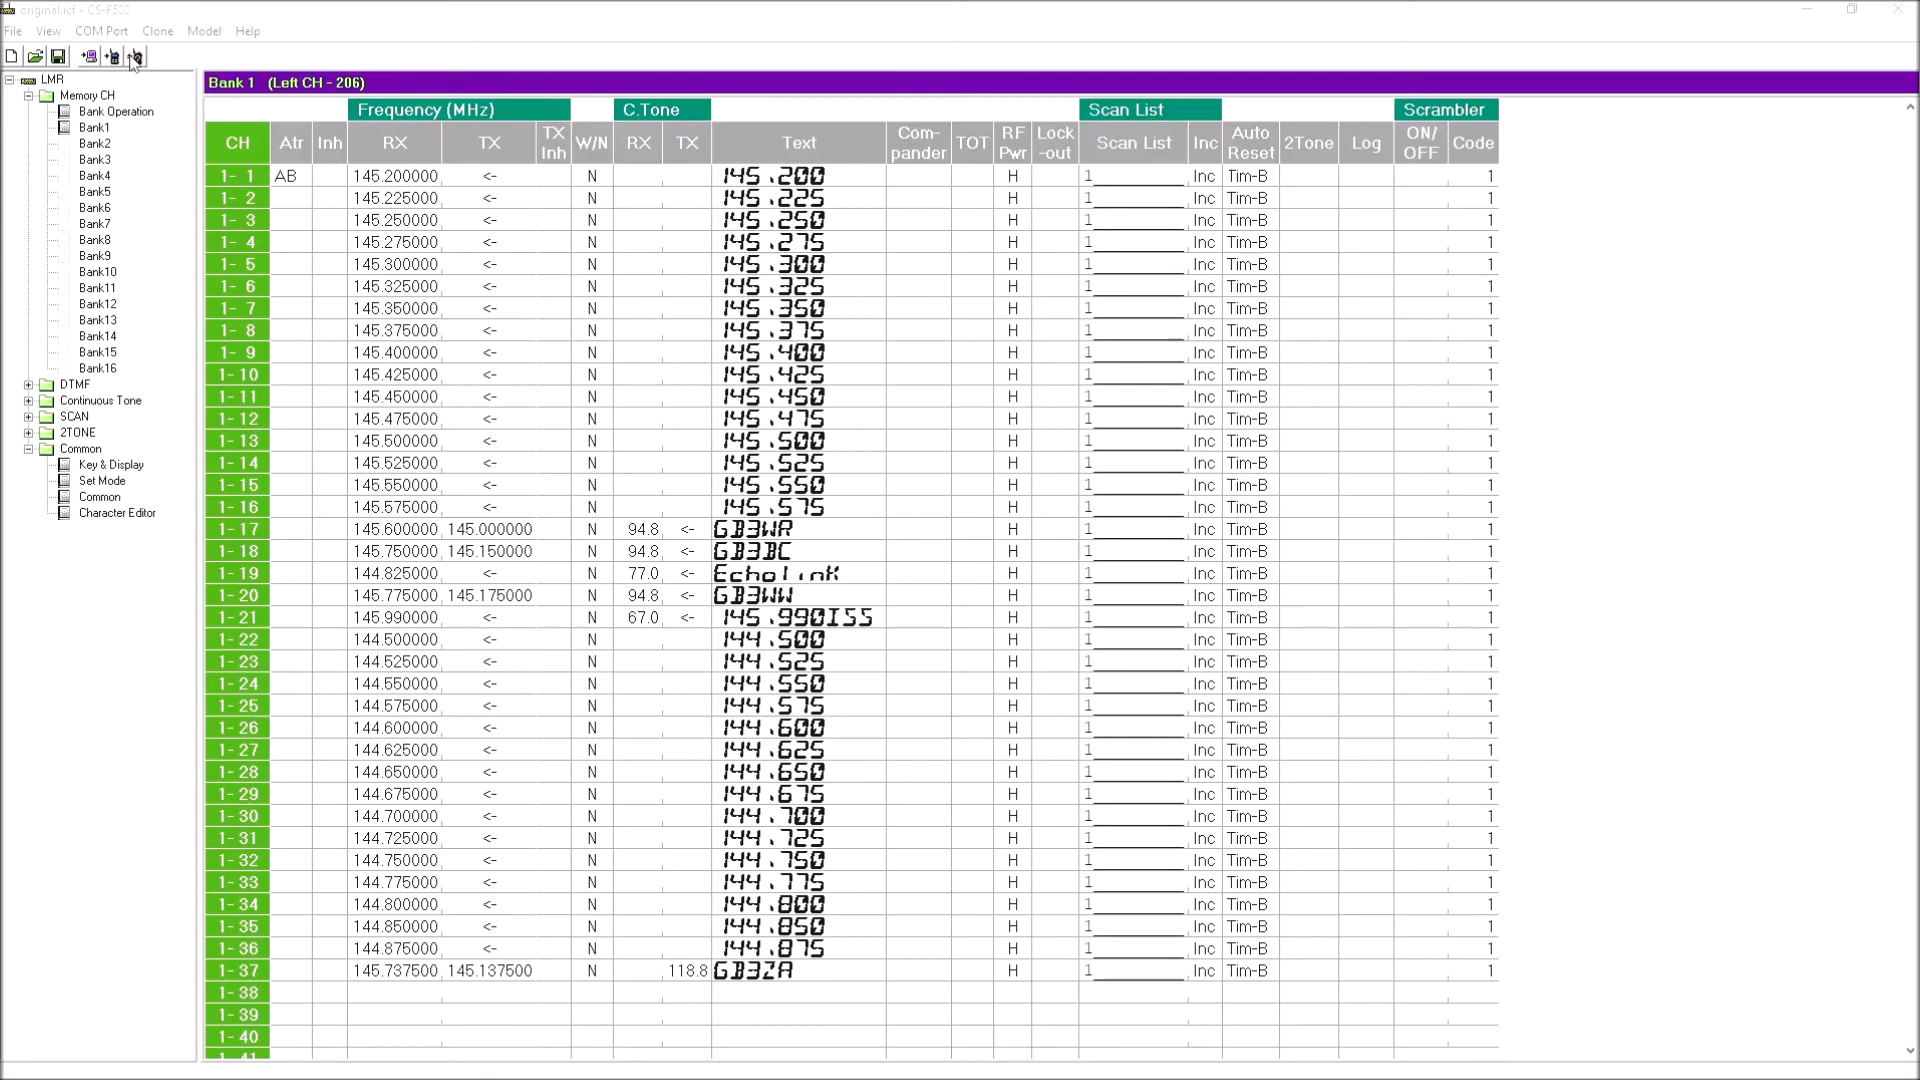 original.icf - CS-F300
File View COM Port Clone Model Help
LMR
Memory CH
Bank Operation
Bank1
Bank2
Bank3
Bank4
Bank5
Bank6
Bank7
Bank8
Bank9
Bank10
Bank11
Bank12
Bank13
Bank14
Bank15
Bank16
DTMF
Continuous Tone
SCAN
2TONE
Common
Key & Display
Set Mode
Common
Character Editor
Bank 1 (Left CH - 206)
Frequency (MHz) C.Tone Scan List Scrambler
CH Atr Inh RX TX TX Inh W/N RX TX Text Com-pander TOT RF Pwr Lock-out Scan List Inc Auto Reset 2Tone Log ON/OFF Code
1- 1 AB 145.200000 <- N 145.200 H 1 Inc Tim-B 1
1- 2 145.225000 <- N 145.225 H 1 Inc Tim-B 1
1- 3 145.250000 <- N 145.250 H 1 Inc Tim-B 1
1- 4 145.275000 <- N 145.275 H 1 Inc Tim-B 1
1- 5 145.300000 <- N 145.300 H 1 Inc Tim-B 1
1- 6 145.325000 <- N 145.325 H 1 Inc Tim-B 1
1- 7 145.350000 <- N 145.350 H 1 Inc Tim-B 1
1- 8 145.375000 <- N 145.375 H 1 Inc Tim-B 1
1- 9 145.400000 <- N 145.400 H 1 Inc Tim-B 1
1- 10 145.425000 <- N 145.425 H 1 Inc Tim-B 1
1- 11 145.450000 <- N 145.450 H 1 Inc Tim-B 1
1- 12 145.475000 <- N 145.475 H 1 Inc Tim-B 1
1- 13 145.500000 <- N 145.500 H 1 Inc Tim-B 1
1- 14 145.525000 <- N 145.525 H 1 Inc Tim-B 1
1- 15 145.550000 <- N 145.550 H 1 Inc Tim-B 1
1- 16 145.575000 <- N 145.575 H 1 Inc Tim-B 1
1- 17 145.600000 145.000000 N 94.8 <- GB3WR H 1 Inc Tim-B 1
1- 18 145.750000 145.150000 N 94.8 <- GB3BC H 1 Inc Tim-B 1
1- 19 144.825000 <- N 77.0 <- Echolink H 1 Inc Tim-B 1
1- 20 145.775000 145.175000 N 94.8 <- GB3WW H 1 Inc Tim-B 1
1- 21 145.990000 <- N 67.0 <- 145.990ISS H 1 Inc Tim-B 1
1- 22 144.500000 <- N 144.500 H 1 Inc Tim-B 1
1- 23 144.525000 <- N 144.525 H 1 Inc Tim-B 1
1- 24 144.550000 <- N 144.550 H 1 Inc Tim-B 1
1- 25 144.575000 <- N 144.575 H 1 Inc Tim-B 1
1- 26 144.600000 <- N 144.600 H 1 Inc Tim-B 1
1- 27 144.625000 <- N 144.625 H 1 Inc Tim-B 1
1- 28 144.650000 <- N 144.650 H 1 Inc Tim-B 1
1- 29 144.675000 <- N 144.675 H 1 Inc Tim-B 1
1- 30 144.700000 <- N 144.700 H 1 Inc Tim-B 1
1- 31 144.725000 <- N 144.725 H 1 Inc Tim-B 1
1- 32 144.750000 <- N 144.750 H 1 Inc Tim-B 1
1- 33 144.775000 <- N 144.775 H 1 Inc Tim-B 1
1- 34 144.800000 <- N 144.800 H 1 Inc Tim-B 1
1- 35 144.850000 <- N 144.850 H 1 Inc Tim-B 1
1- 36 144.875000 <- N 144.875 H 1 Inc Tim-B 1
1- 37 145.737500 145.137500 N 118.8 GB3ZA H 1 Inc Tim-B 1
1- 38
1- 39
1- 40
1- 41